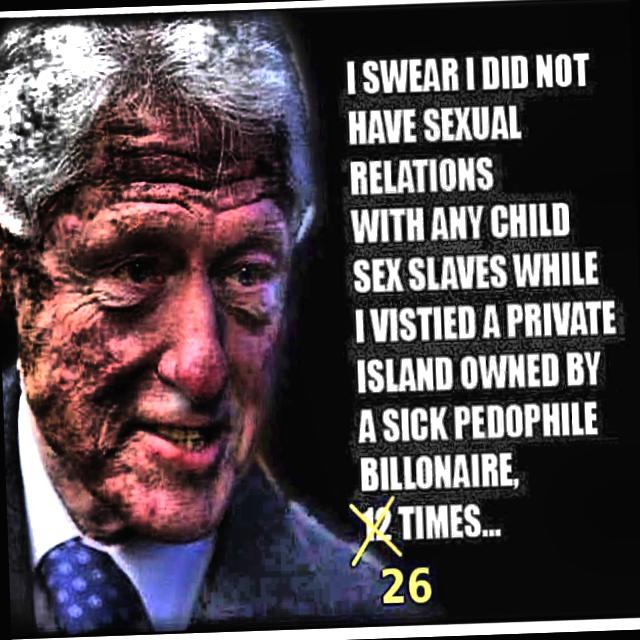 I SWEAR I DID NOT
HAVE SEXUAL
RELATIONS
WITH ANY CHILD
SEX SLAVES WHILE
I VISTIED A PRIVATE
ISLAND OWNED BY
A SICK PEDOPHILE
BILLONAIRE,
12 TIMES...
26